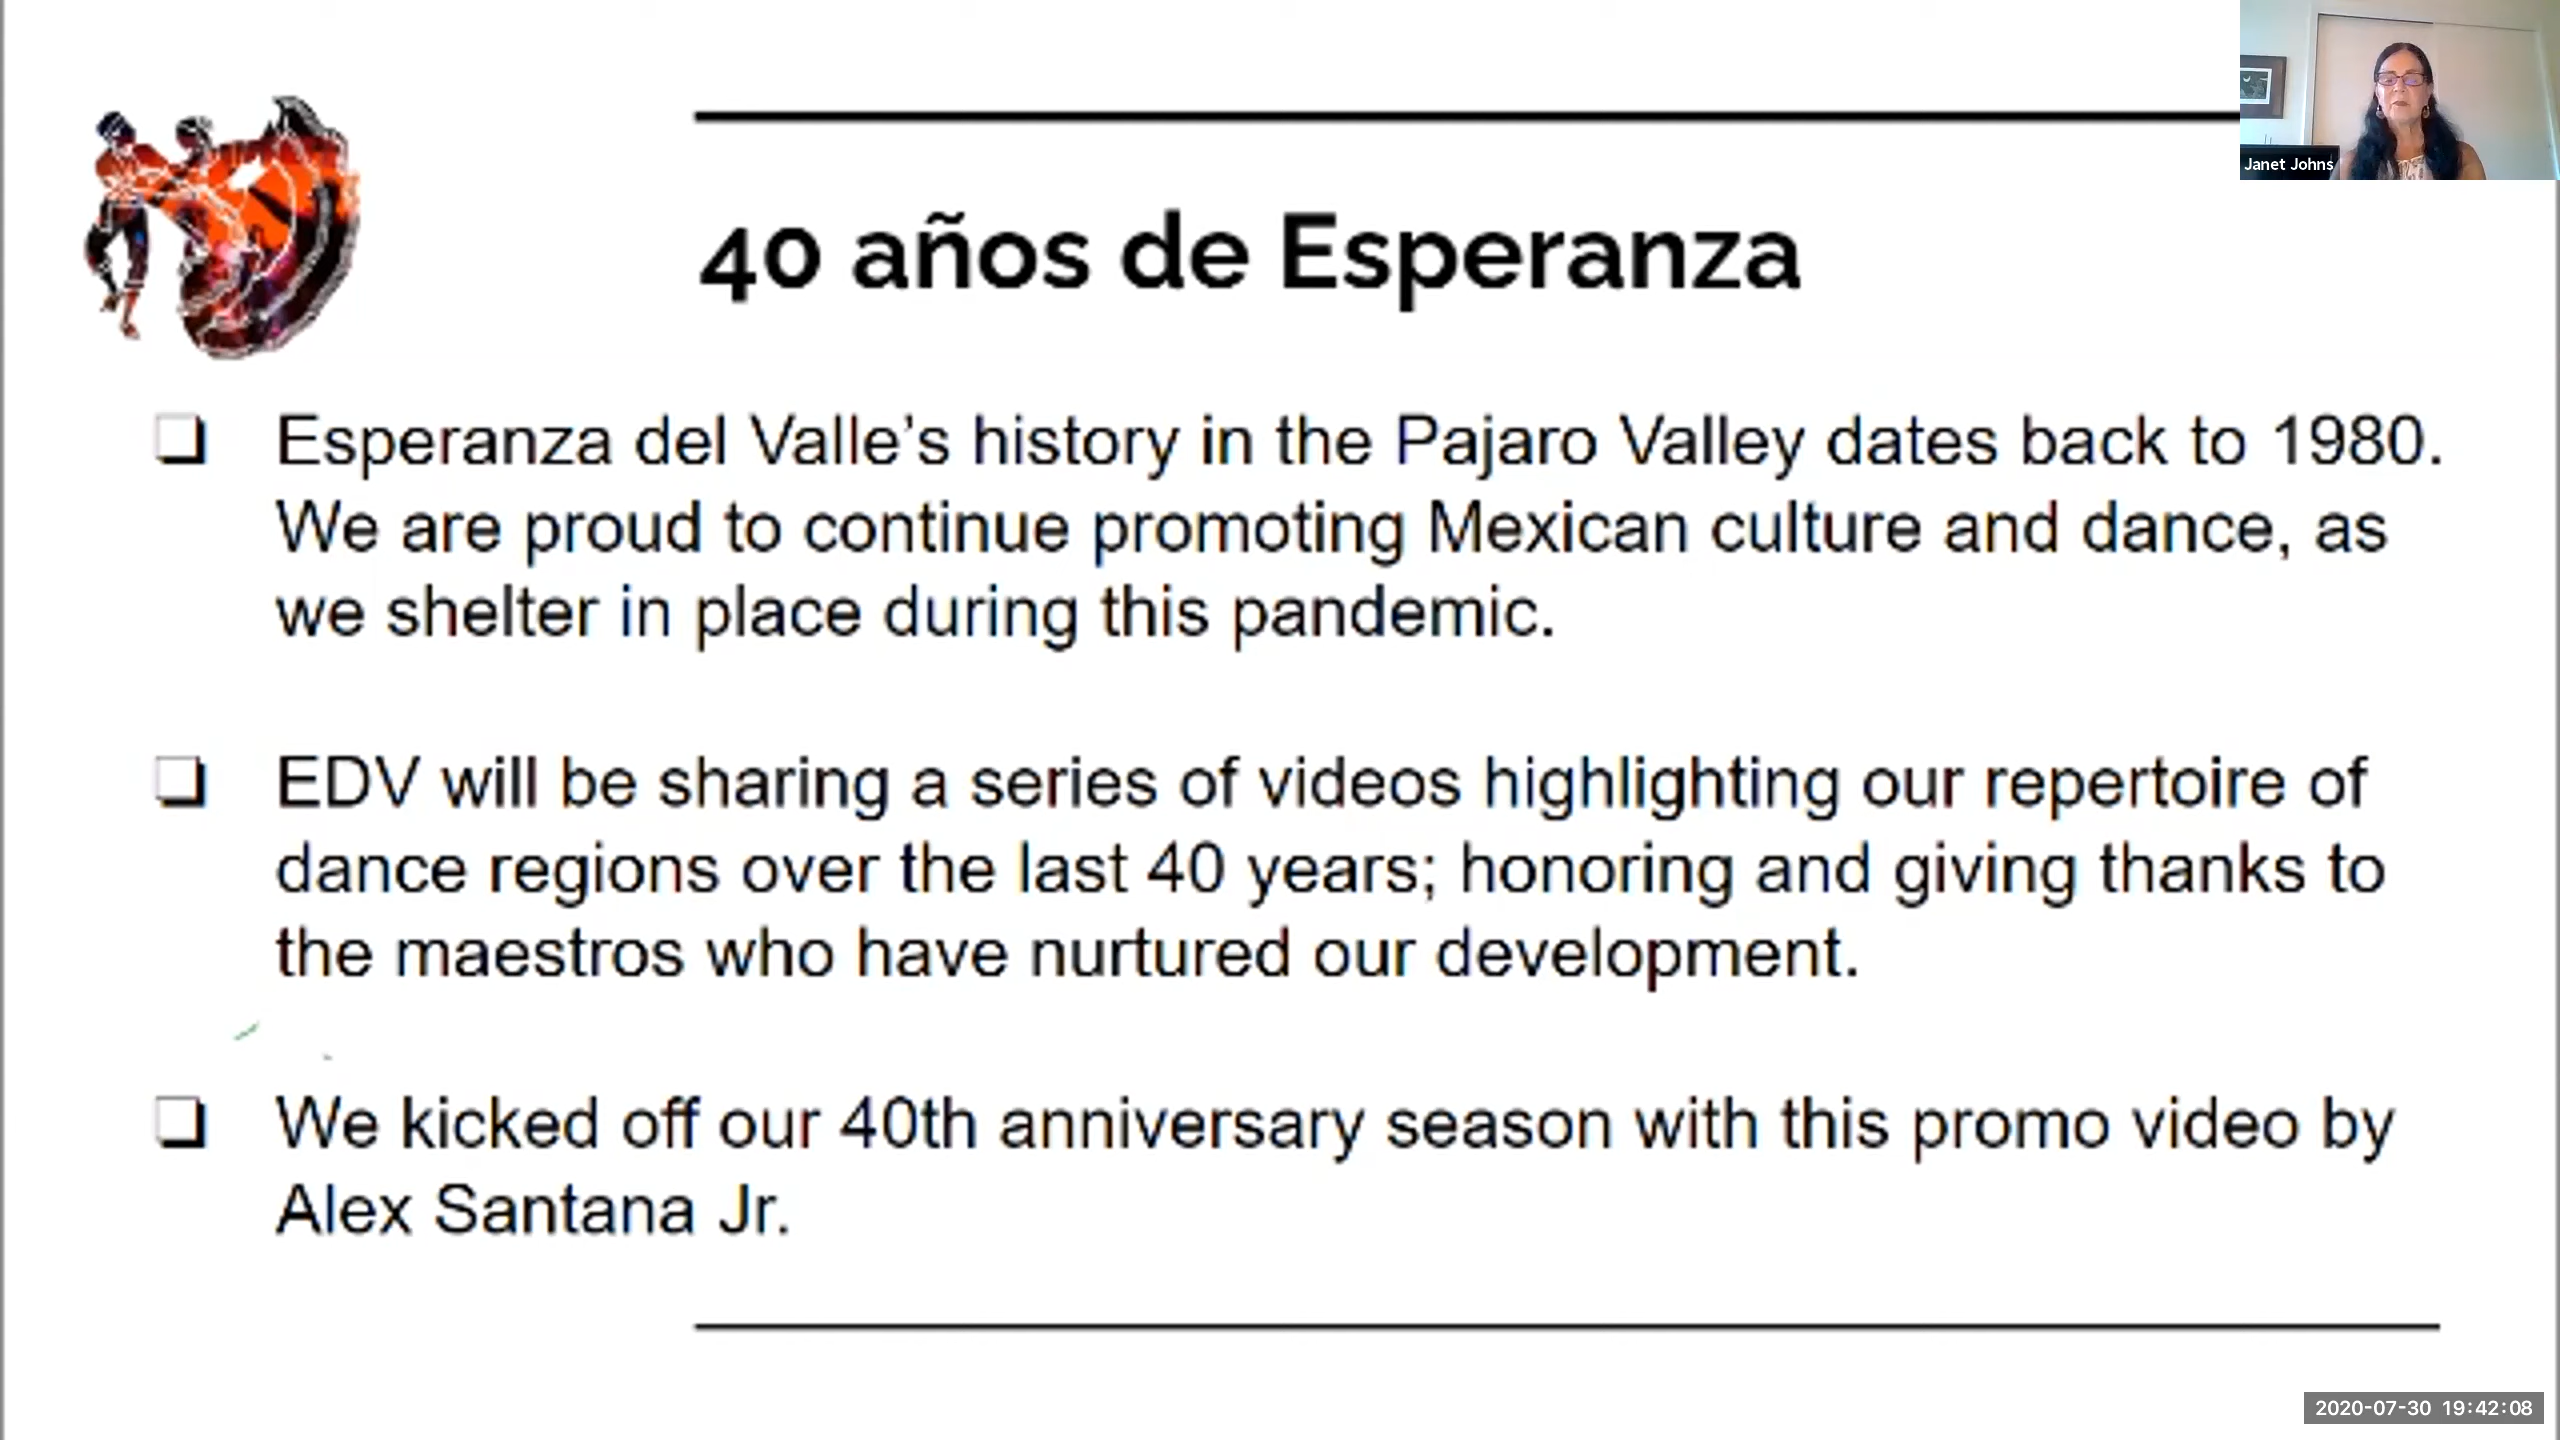 Janet Johns
40 años de Esperanza
❏ Esperanza del Valle’s history in the Pajaro Valley dates back to 1980.
We are proud to continue promoting Mexican culture and dance, as
we shelter in place during this pandemic.
❏ EDV will be sharing a series of videos highlighting our repertoire of
dance regions over the last 40 years; honoring and giving thanks to
the maestros who have nurtured our development.
❏ We kicked off our 40th anniversary season with this promo video by
Alex Santana Jr.
2020-07-30 19:42:08